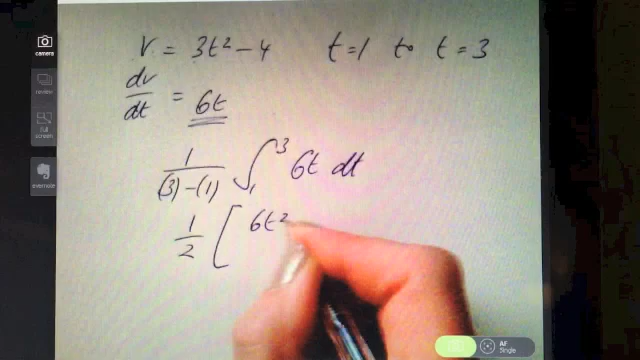 camera
review
full
screen
evernote
V = 3t² - 4 t=1 to t=3
dv/dt = 6t
1/((3)-(1)) ∫₁³ 6t dt
1/2 [ 6t²
AF
Single